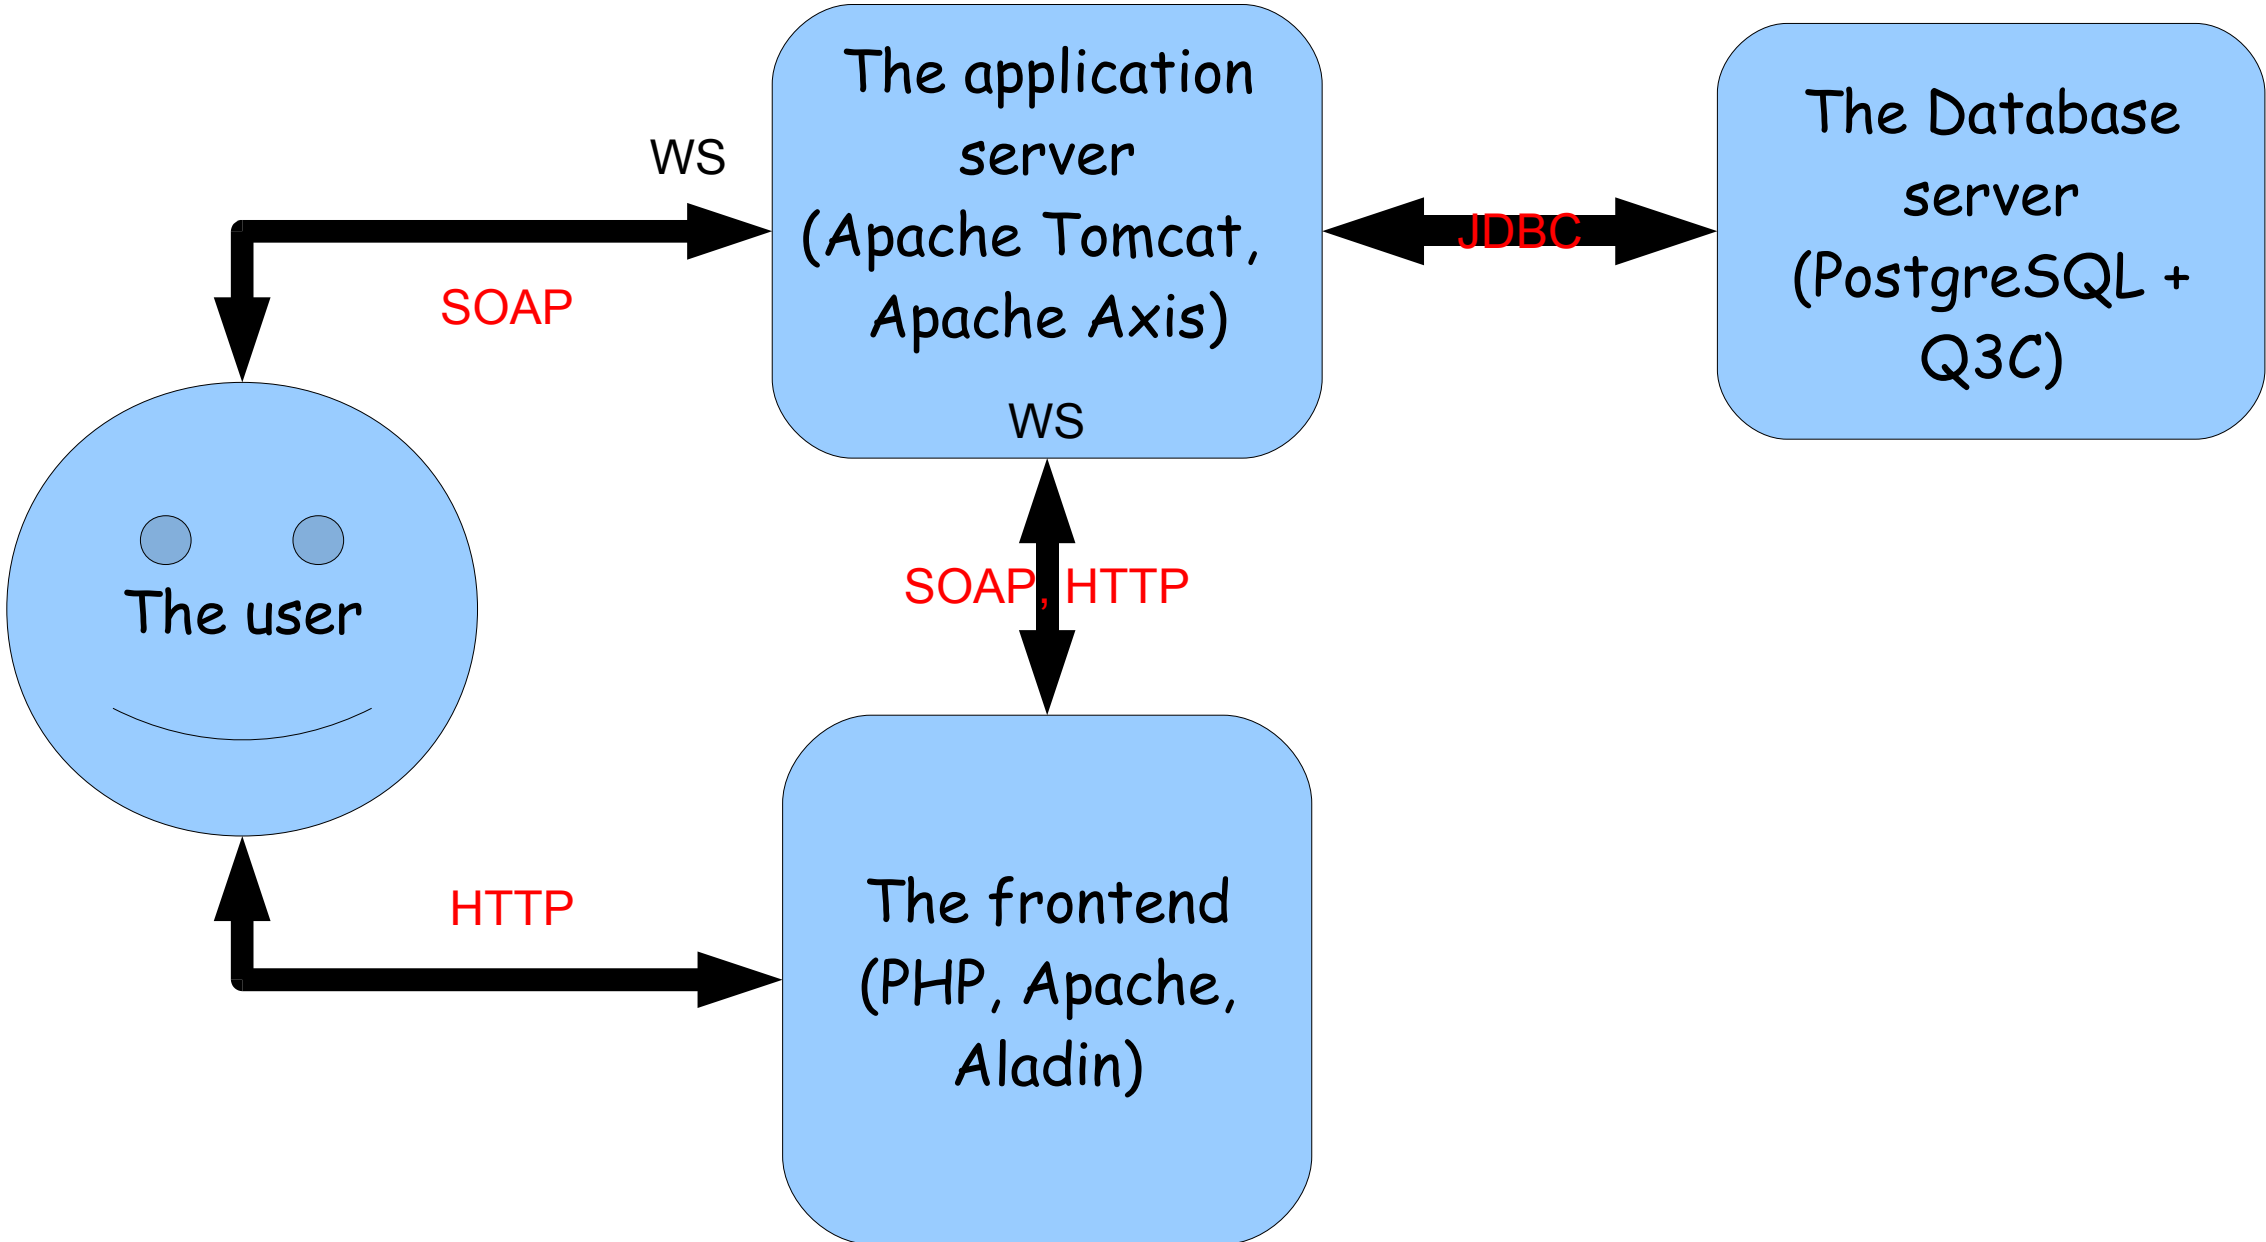 The application
server
(Apache Tomcat,
Apache Axis)
WS
The Database
server
(PostgreSQL +
Q3C)
WS
SOAP
JDBC
The user
SOAP, HTTP
HTTP
The frontend
(PHP, Apache,
Aladin)